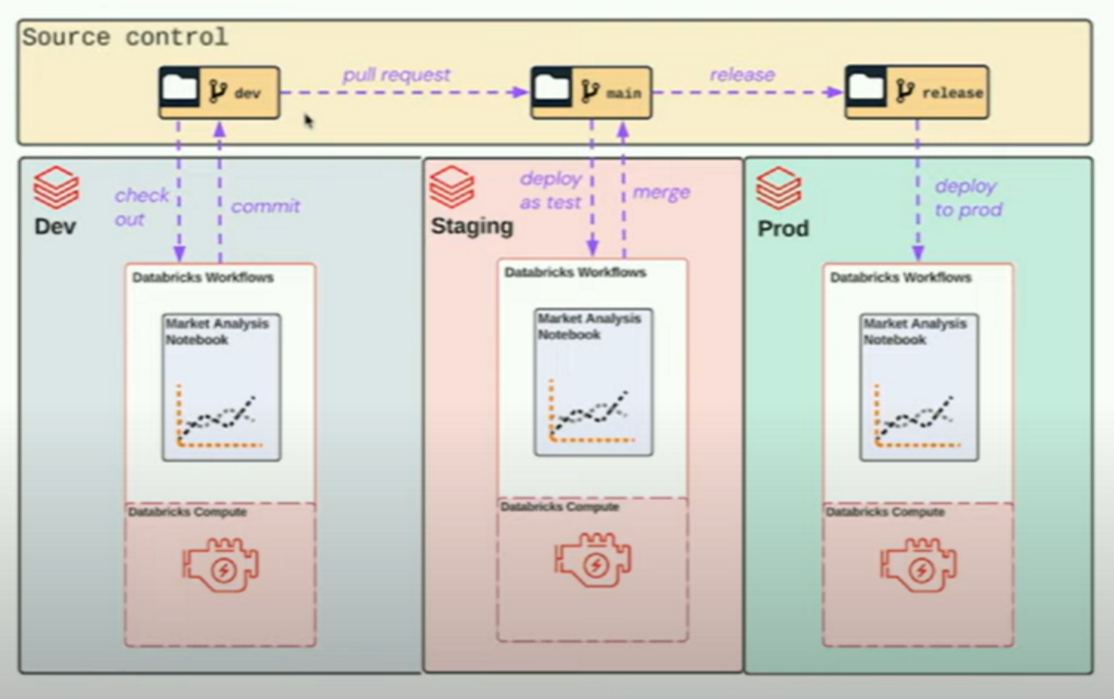 Source control
dev
pull request
main
release
release
check
out
commit
deploy
as test
merge
deploy
to prod
Dev
Staging
Prod
Databricks Workflows
Market Analysis
Notebook
Databricks Compute
Databricks Workflows
Market Analysis
Notebook
Databricks Compute
Databricks Workflows
Market Analysis
Notebook
Databricks Compute